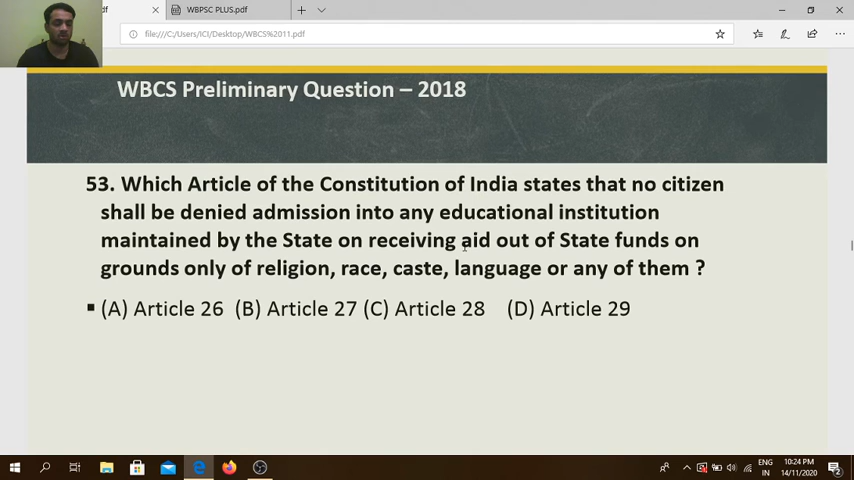 df
WBPSC PLUS.pdf
file:///C:/Users/ICI/Desktop/WBCS%2011.pdf
WBCS Preliminary Question – 2018
53. Which Article of the Constitution of India states that no citizen
shall be denied admission into any educational institution
maintained by the State on receiving aid out of State funds on
grounds only of religion, race, caste, language or any of them ?
▪ (A) Article 26 (B) Article 27 (C) Article 28 (D) Article 29
ENG
IN
10:24 PM
14/11/2020
2